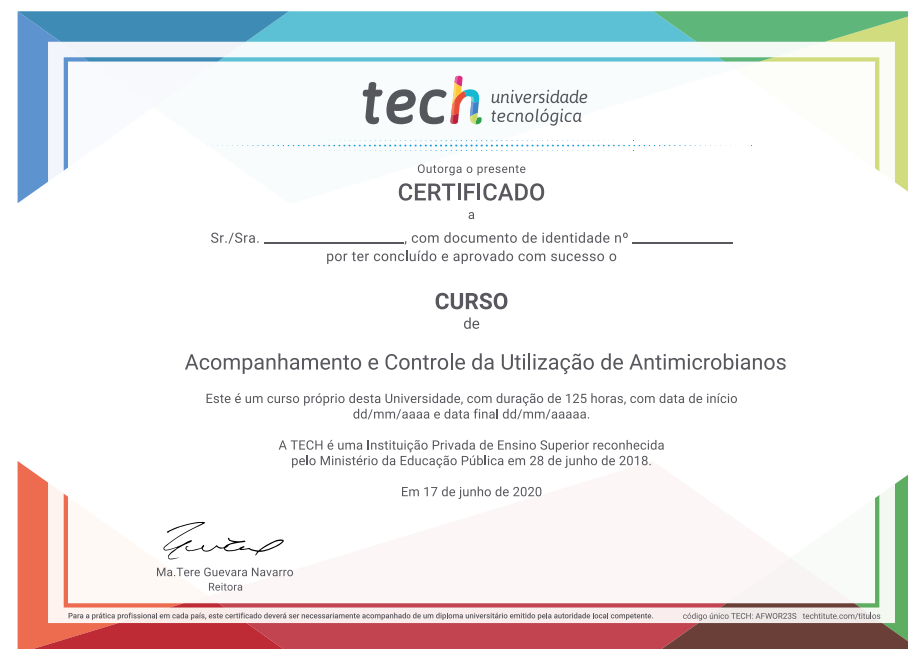 tech universidade
tecnológica
Outorga o presente
CERTIFICADO
a
Sr./Sra. ____________________, com documento de identidade nº ______________
por ter concluído e aprovado com sucesso o
CURSO
de
Acompanhamento e Controle da Utilização de Antimicrobianos
Este é um curso próprio desta Universidade, com duração de 125 horas, com data de início
dd/mm/aaaa e data final dd/mm/aaaaa.
A TECH é uma Instituição Privada de Ensino Superior reconhecida
pelo Ministério da Educação Pública em 28 de junho de 2018.
Em 17 de junho de 2020
Ma.Tere Guevara Navarro
Reitora
Para a prática profissional em cada país, este certificado deverá ser necessariamente acompanhado de um diploma universitário emitido pela autoridade local competente. código único TECH: AFWOR23S techtitute.com/titulos